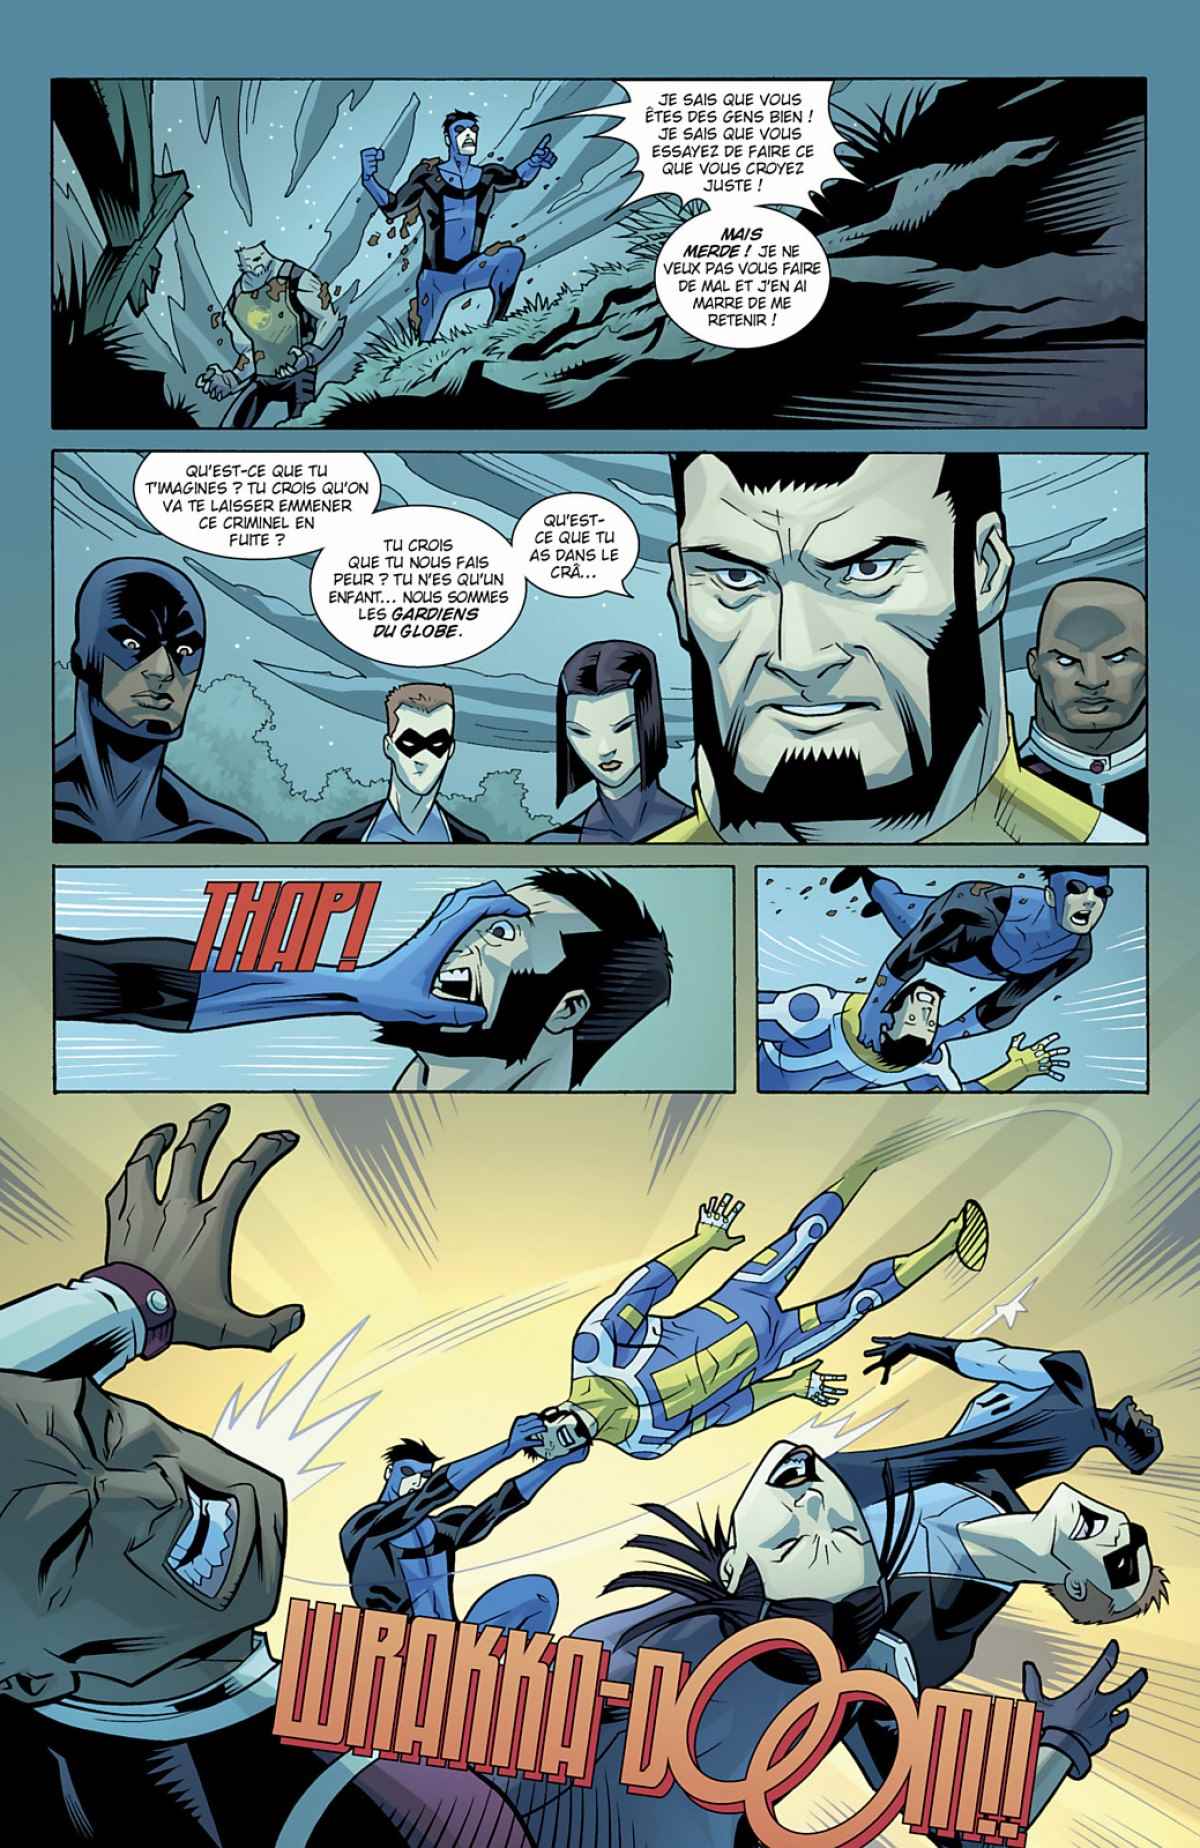 JE SAIS QUE VOUS
ÊTES DES GENS BIEN !
JE SAIS QUE VOUS
ESSAYEZ DE FAIRE CE
QUE VOUS CROYEZ
JUSTE !
MAIS
MERDE ! JE NE
VEUX PAS VOUS FAIRE
DE MAL ET J'EN AI
MARRE DE ME
RETENIR !
QU'EST-CE QUE TU
T'IMAGINES ? TU CROIS QU'ON
VA TE LAISSER EMMENER
CE CRIMINEL EN
FUITE ?
TU CROIS
QUE TU NOUS FAIS
PEUR ? TU N'ES QU'UN
ENFANT... NOUS SOMMES
LES GARDIENS
DU GLOBE.
QU'EST-
CE QUE TU
AS DANS LE
CRÂ...
THAP!
WRAKKA-DOOM!!